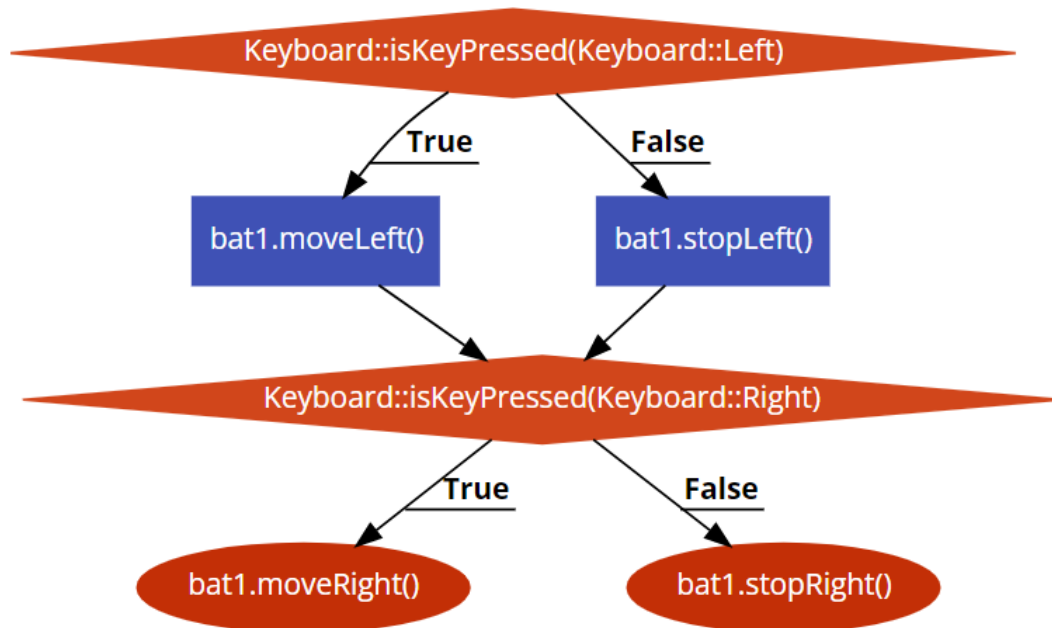 Keyboard::isKeyPressed(Keyboard::Left)
True
False
bat1.moveLeft()
bat1.stopLeft()
Keyboard::isKeyPressed(Keyboard::Right)
True
False
bat1.moveRight()
bat1.stopRight()